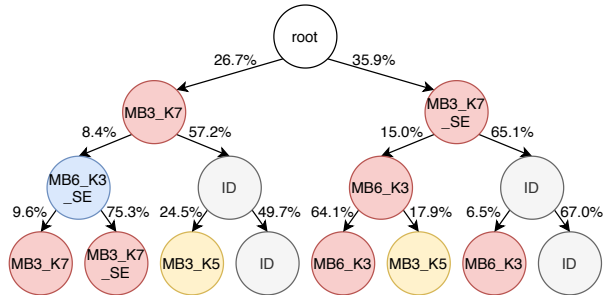 root
26.7% 35.9%
MB3_K7 MB3_K7
_SE
8.4% 57.2% 15.0% 65.1%
MB6_K3
_SE
ID MB6_K3 ID
9.6% 75.3% 24.5% 49.7% 64.1% 17.9% 6.5% 67.0%
MB3_K7 MB3_K7
_SE
MB3_K5 ID MB6_K3 MB3_K5 MB6_K3 ID